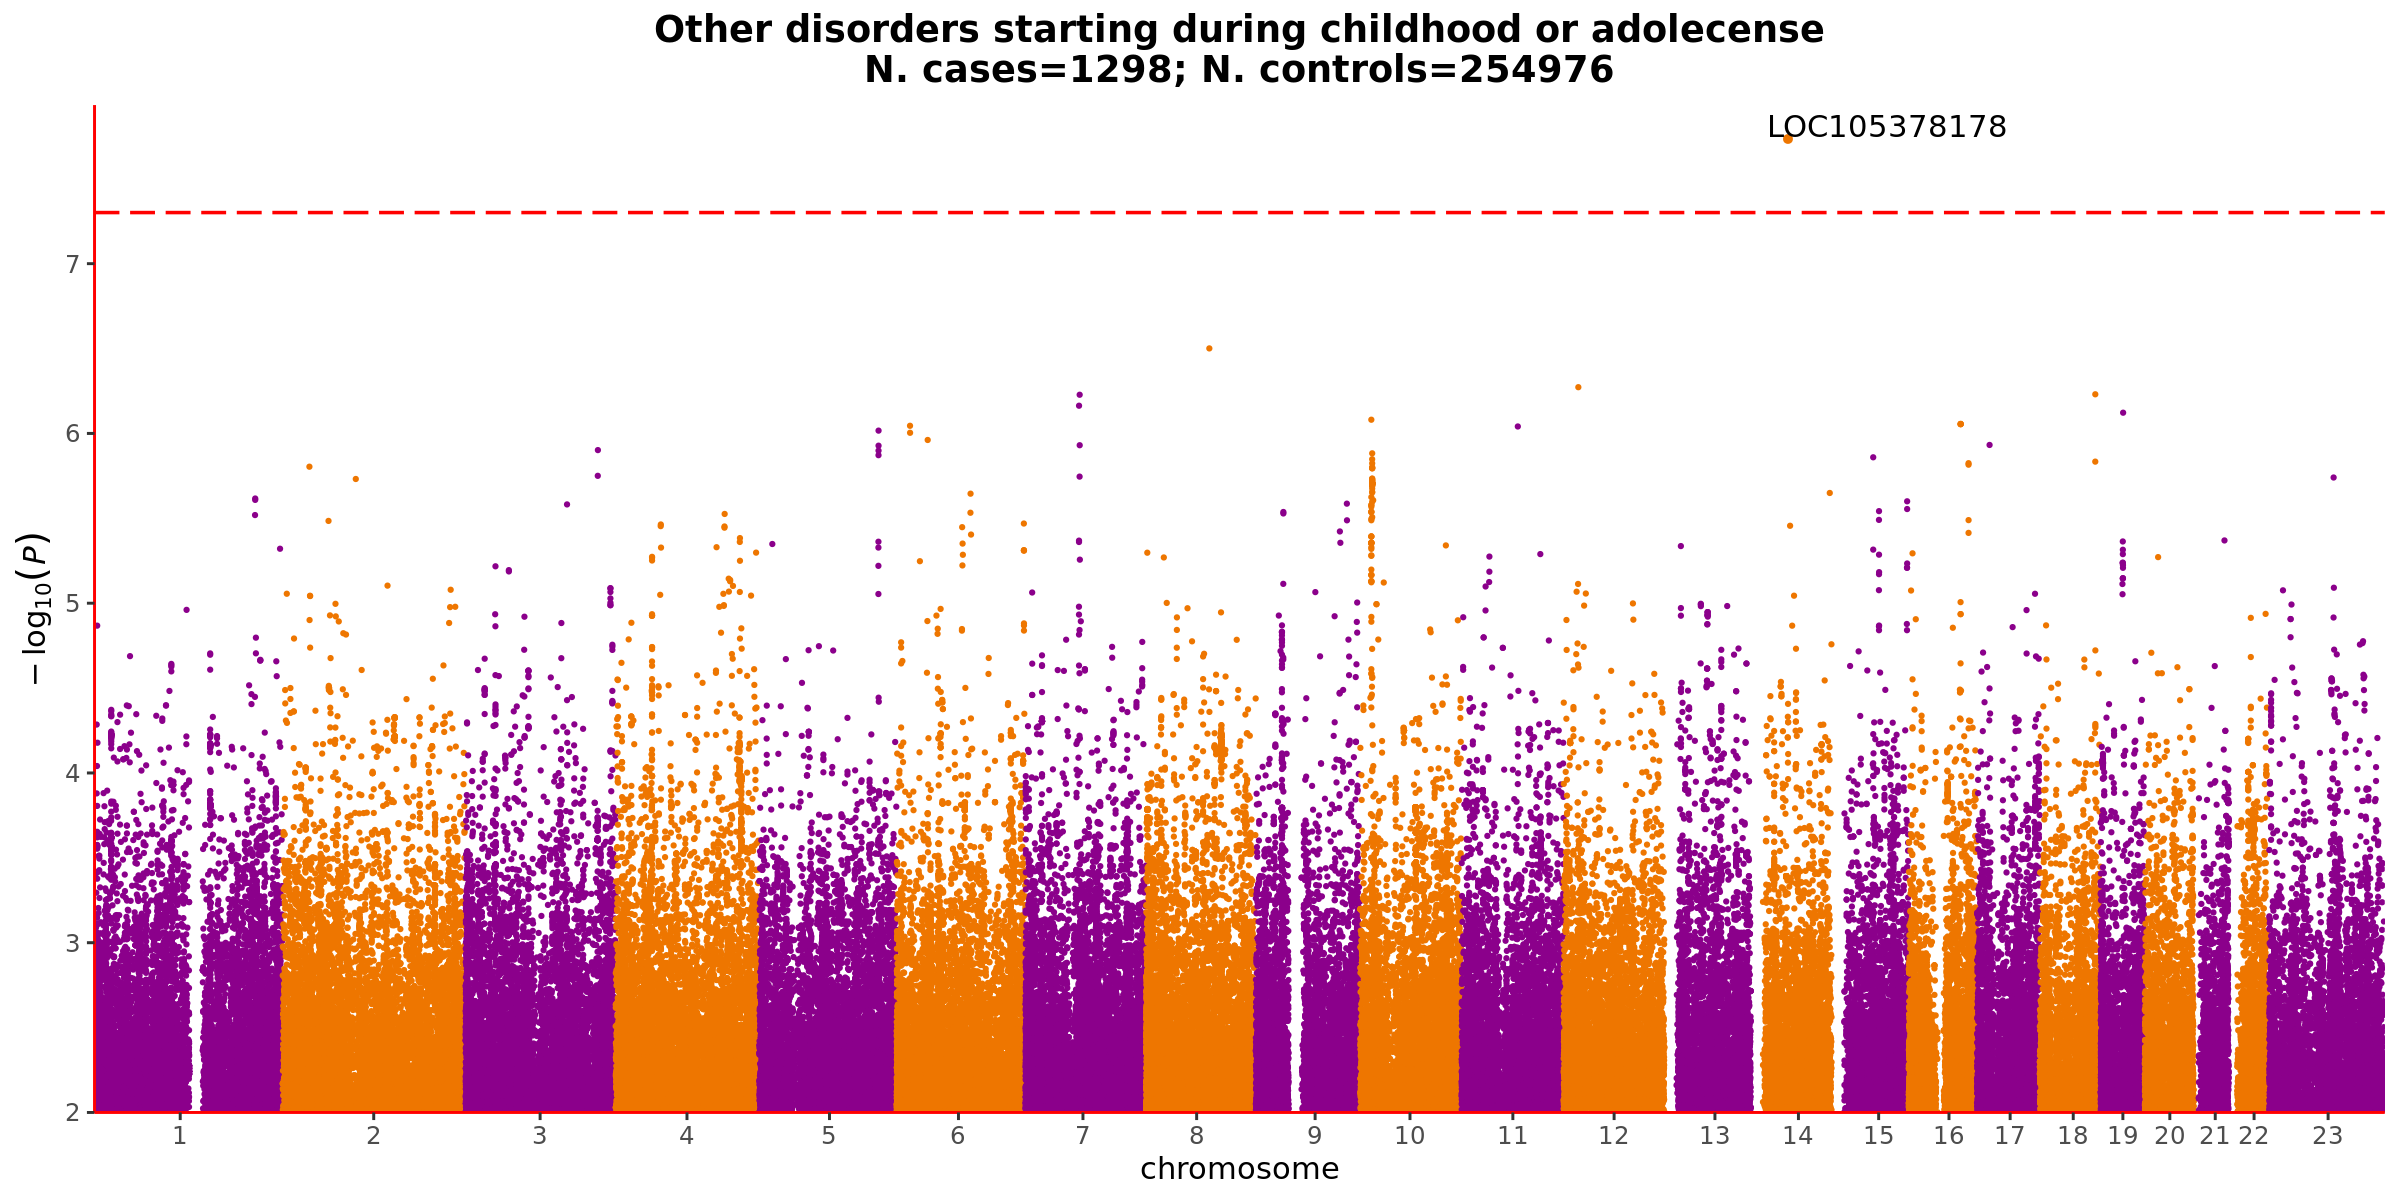 Other disorders starting during childhood or adolecense
N. cases=1298; N. controls=254976
LOC105378178
7
6
5
4
3
2
−log10(P)
1 2 3 4 5 6 7 8 9 10 11 12 13 14 15 16 17 18 19 20 21 22 23
chromosome